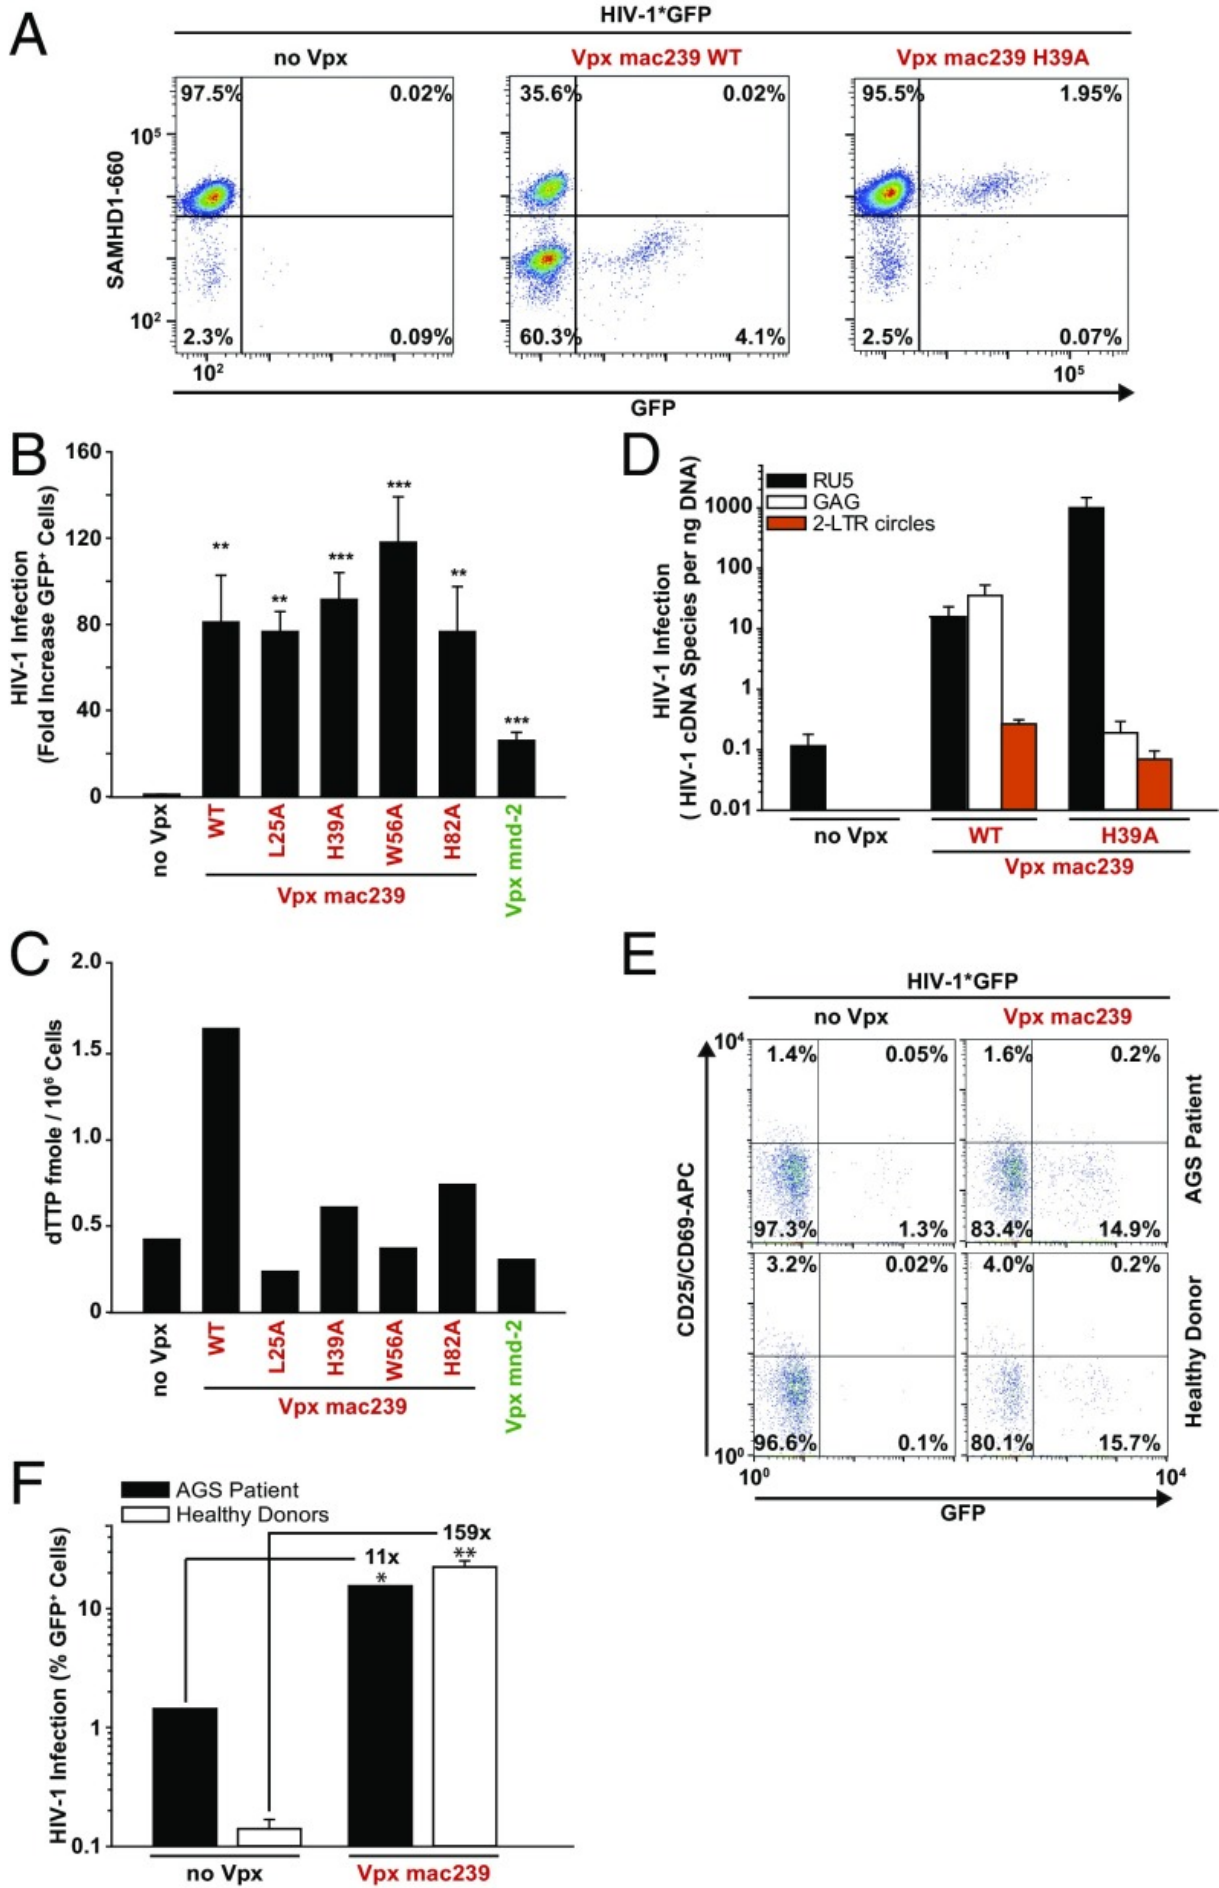 A
HIV-1*GFP
no Vpx
Vpx mac239 WT
Vpx mac239 H39A
97.5%
0.02%
35.6%
0.02%
95.5%
1.95%
10⁵
SAMHD1-660
10²
2.3%
0.09%
60.3%
4.1%
2.5%
0.07%
10²
10⁵
GFP
B
HIV-1 Infection
(Fold Increase GFP⁺ Cells)
160
120
80
40
0
**
**
***
***
**
***
no Vpx
WT
L25A
H39A
W56A
H82A
Vpx mnd-2
Vpx mac239
D
HIV-1 Infection
( HIV-1 cDNA Species per ng DNA)
RU5
GAG
2-LTR circles
1000
100
10
1
0.1
0.01
no Vpx
WT
H39A
Vpx mac239
C
dTTP fmole / 10⁶ Cells
2.0
1.5
1.0
0.5
0
no Vpx
WT
L25A
H39A
W56A
H82A
Vpx mnd-2
Vpx mac239
E
HIV-1*GFP
no Vpx
Vpx mac239
10⁴
1.4%
0.05%
1.6%
0.2%
97.3%
1.3%
83.4%
14.9%
AGS Patient
CD25/CD69-APC
3.2%
0.02%
4.0%
0.2%
96.6%
0.1%
80.1%
15.7%
Healthy Donor
10⁰
10⁰
10⁴
GFP
F
AGS Patient
Healthy Donors
HIV-1 Infection (% GFP⁺ Cells)
159x
**
11x
*
10
1
0.1
no Vpx
Vpx mac239